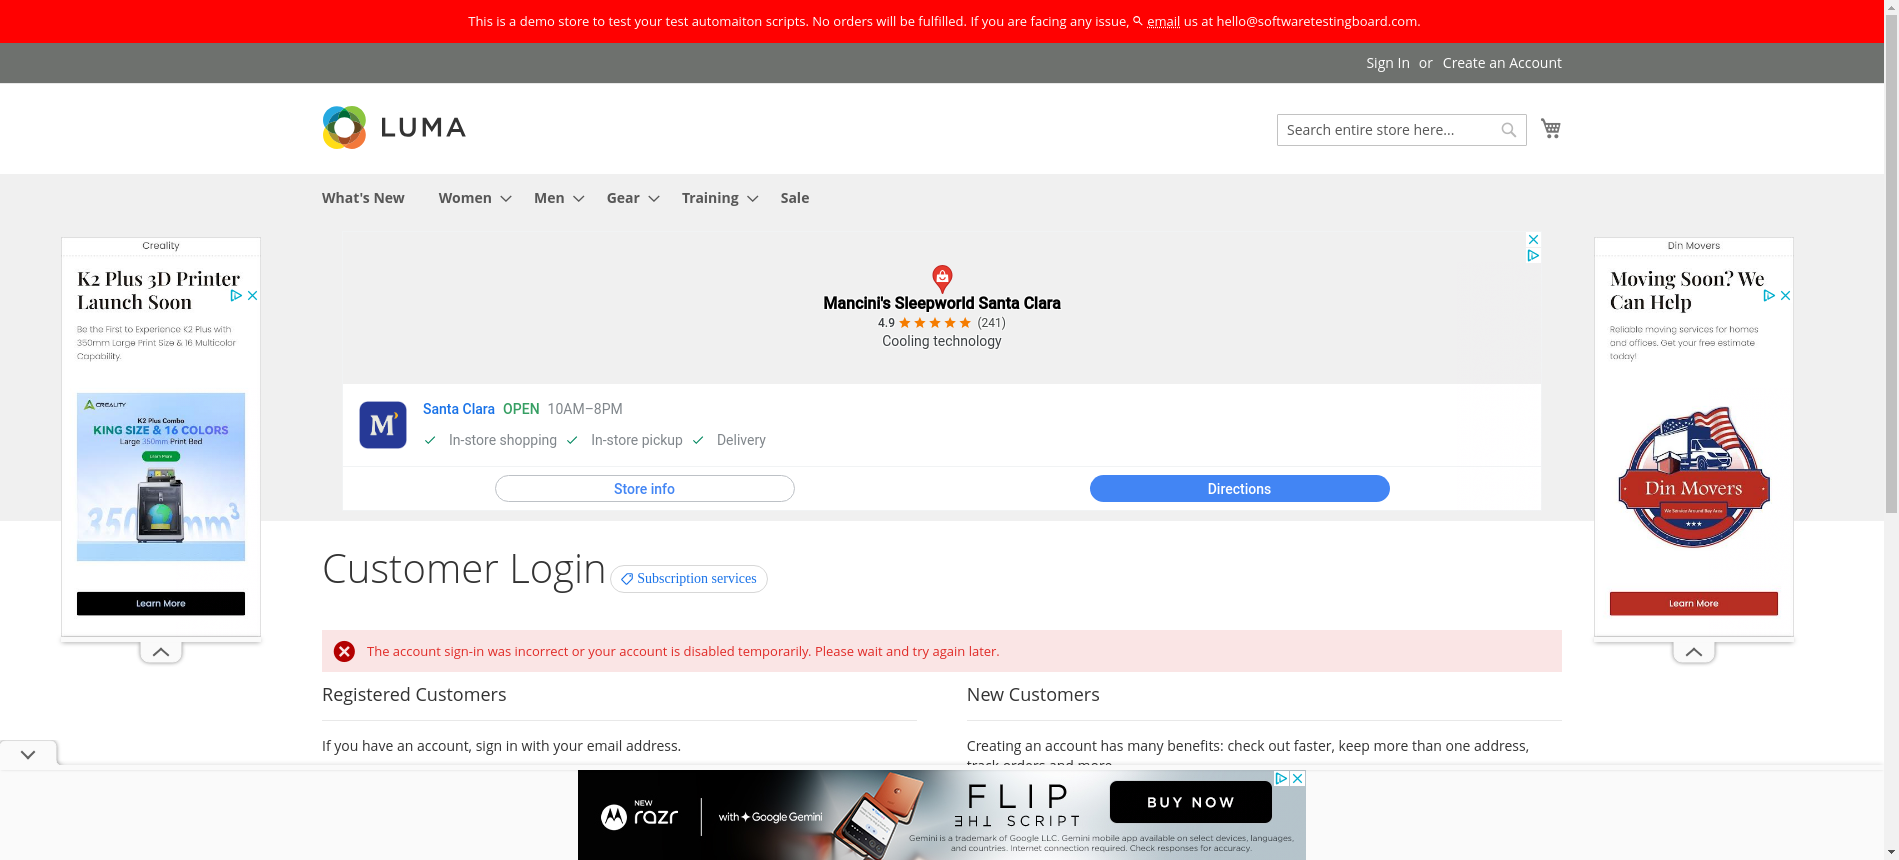 This is a demo store to test your test automaiton scripts. No orders will be fulfilled. If you are facing any issue, email us at hello@softwaretestingboard.com.
Sign In or Create an Account
LUMA
Search entire store here...
What's New Women Men Gear Training Sale
Creality
K2 Plus 3D Printer
Launch Soon
Be the First to Experience K2 Plus with
350mm Large Print Size & 16 Multicolor
Capability.
CREALITY
K2 Plus Combo
KING SIZE & 16 COLORS
Large 350mm Print Bed
Learn More
350mm³
Learn More
Mancini's Sleepworld Santa Clara
4.9 (241)
Cooling technology
M
Santa Clara OPEN 10AM–8PM
In-store shopping In-store pickup Delivery
Store info
Directions
Din Movers
Moving Soon? We
Can Help
Reliable moving services for homes
and offices. Get your free estimate
today!
Din Movers
We Service Around Bay Area
Learn More
Customer Login
Subscription services
The account sign-in was incorrect or your account is disabled temporarily. Please wait and try again later.
Registered Customers
If you have an account, sign in with your email address.
New Customers
Creating an account has many benefits: check out faster, keep more than one address,
track orders and more.
NEW
razr
with Google Gemini
FLIP
THE SCRIPT
BUY NOW
Gemini is a trademark of Google LLC. Gemini mobile app available on select devices, languages,
and countries. Internet connection required. Check responses for accuracy.